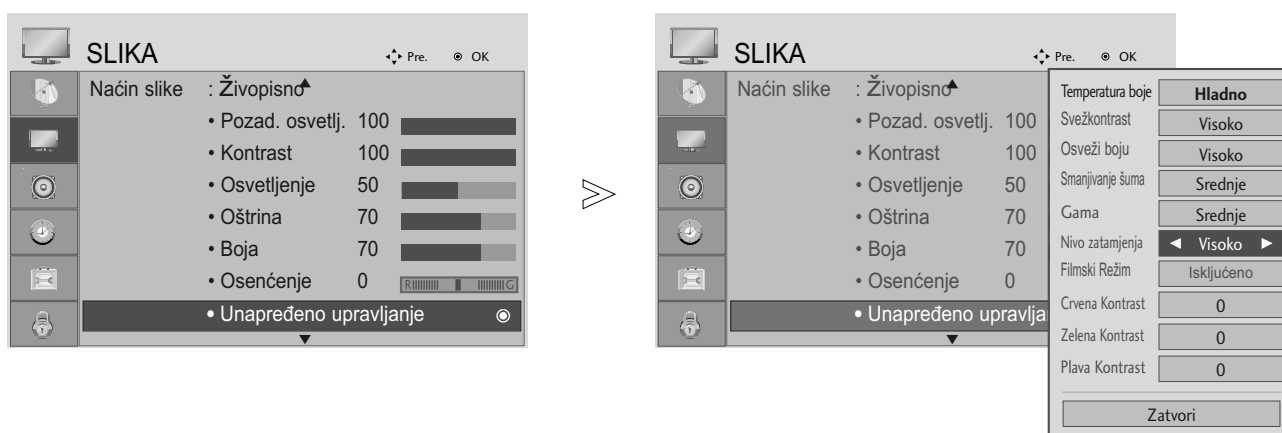 SLIKA
Pre. OK
Naćin slike : Živopisno
• Pozad. osvetlj. 100
• Kontrast 100
• Osvetljenje 50
• Oštrina 70
• Boja 70
• Osenćenje 0
R G
• Unapređeno upravljanje
SLIKA
Pre. OK
Naćin slike : Živopisno
• Pozad. osvetlj. 100
• Kontrast 100
• Osvetljenje 50
• Oštrina 70
• Boja 70
• Osenćenje 0
• Unapređeno upravlja
Temperatura boje Hladno
Svežkontrast Visoko
Osveži boju Visoko
Smanjivanje šuma Srednje
Gama Srednje
Nivo zatamjenja ◄ Visoko ►
Filmski Režim Iskljućeno
Crvena Kontrast 0
Zelena Kontrast 0
Plava Kontrast 0
Zatvori